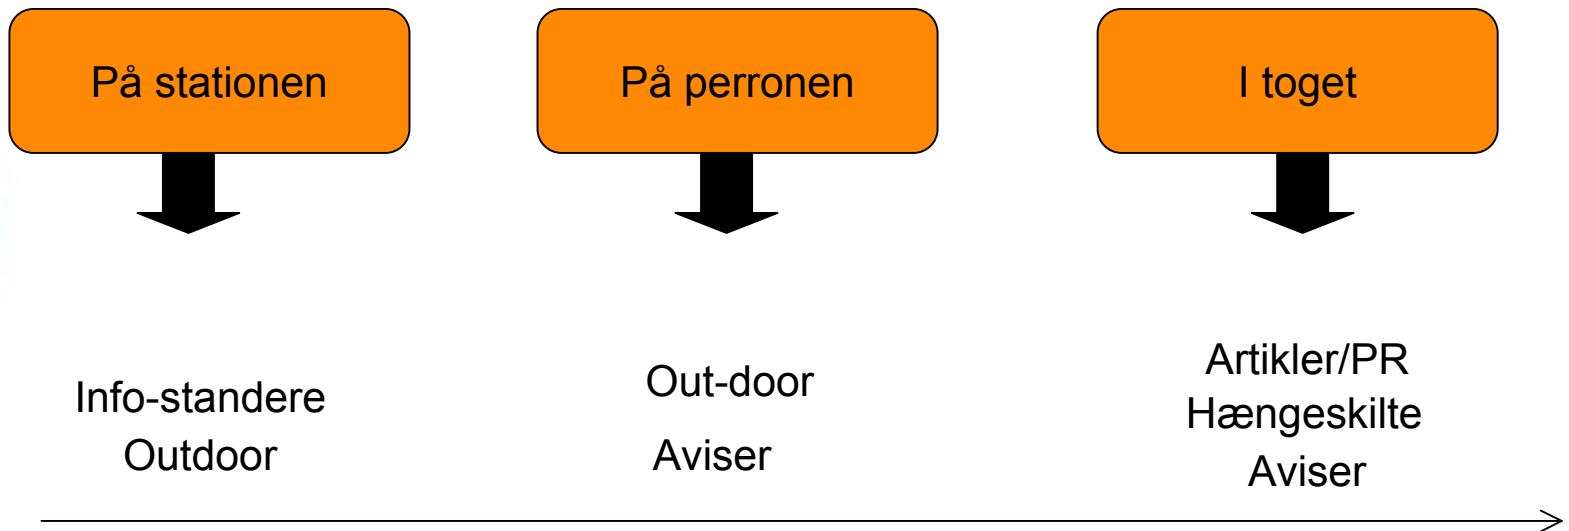 På stationen
På perronen
I toget
Info-standere
Outdoor
Out-door
Aviser
Artikler/PR
Hængeskilte
Aviser